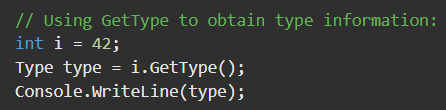 // Using GetType to obtain type information:
int i = 42;
Type type = i.GetType();
Console.WriteLine(type);